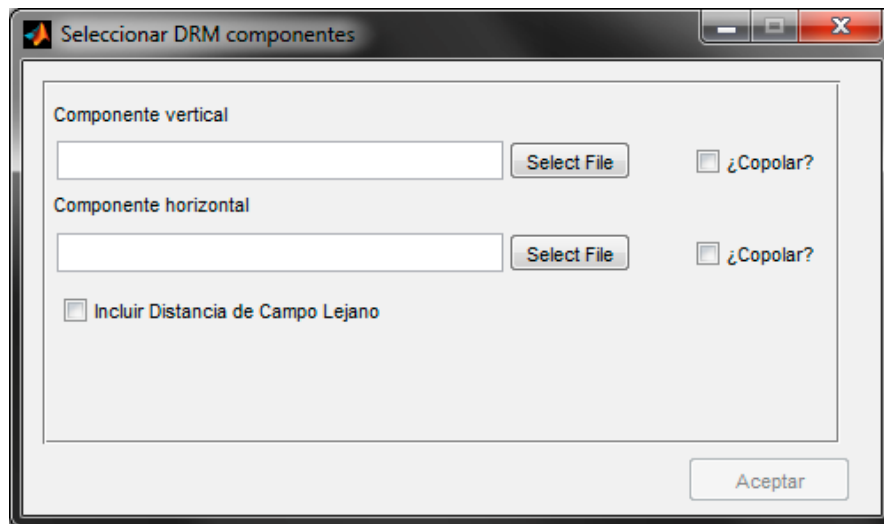 Seleccionar DRM componentes
Componente vertical
Select File
¿Copolar?
Componente horizontal
Select File
¿Copolar?
Incluir Distancia de Campo Lejano
Aceptar